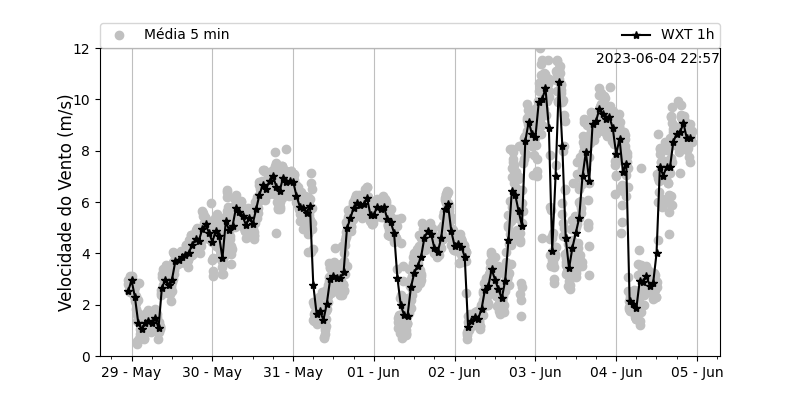 Média 5 min
WXT 1h
2023-06-04 22:57
Velocidade do Vento (m/s)
12
10
8
6
4
2
0
29 - May
30 - May
31 - May
01 - Jun
02 - Jun
03 - Jun
04 - Jun
05 - Jun